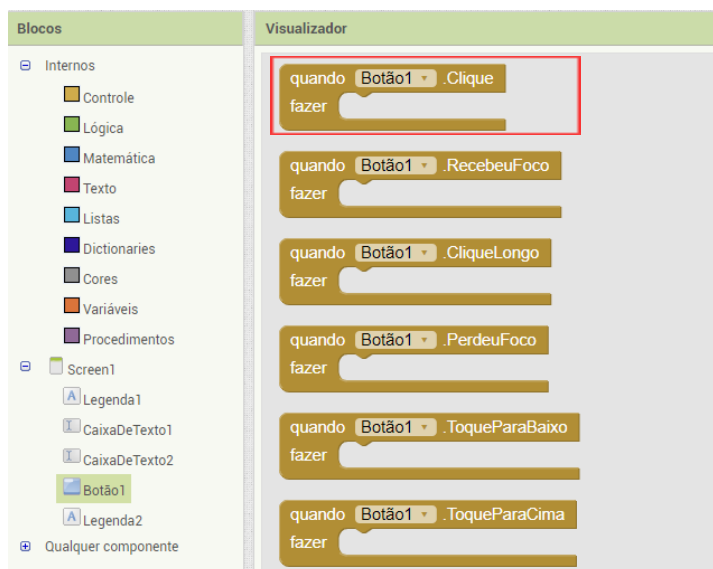 Blocos
Internos
Controle
Lógica
Matemática
Texto
Listas
Dictionaries
Cores
Variáveis
Procedimentos
Screen1
Legenda1
CaixaDeTexto1
CaixaDeTexto2
Botão1
Legenda2
Qualquer componente
Visualizador
quando Botão1 .Clique
fazer
quando Botão1 .RecebeuFoco
fazer
quando Botão1 .CliqueLongo
fazer
quando Botão1 .PerdeuFoco
fazer
quando Botão1 .ToqueParaBaixo
fazer
quando Botão1 .ToqueParaCima
fazer